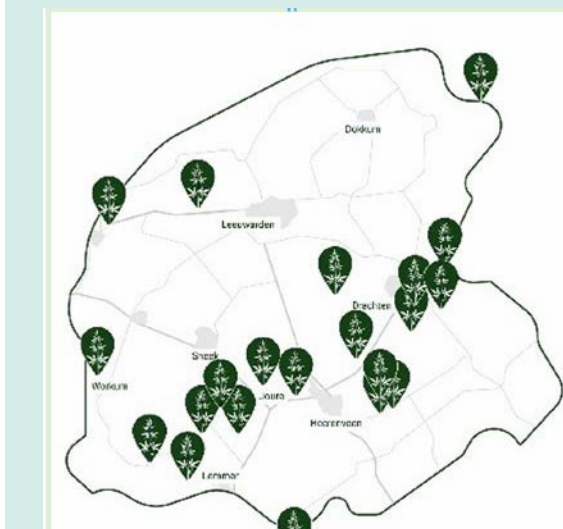 Dokkum
Leeuwarden
Drachten
Sneek
Workum
Joure
Heerenveen
Lemmer